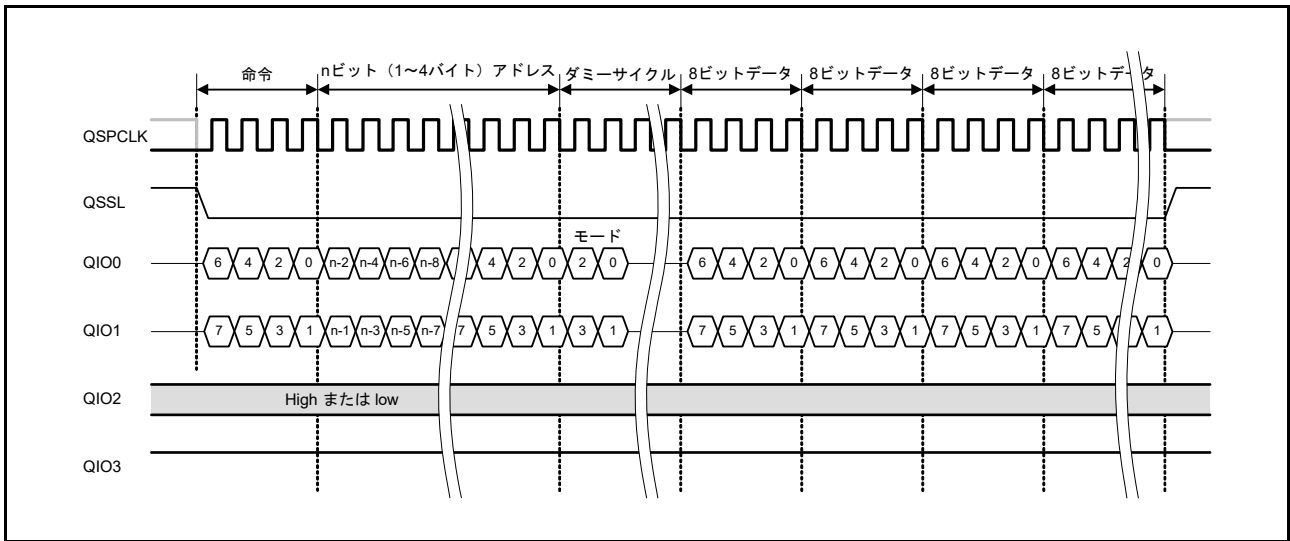 命令 nビット（1～4バイト）アドレス ダミーサイクル 8ビットデータ 8ビットデータ 8ビットデータ 8ビットデータ
QSPCLK
QSSL
モード
QIO0 6 4 2 0 n-2 n-4 n-6 n-8 4 2 0 2 0 6 4 2 0 6 4 2 0 6 4 2 0 6 4 2 0
QIO1 7 5 3 1 n-1 n-3 n-5 n-7 7 5 3 1 3 1 7 5 3 1 7 5 3 1 7 5 3 1 7 5 1
QIO2 High または low
QIO3